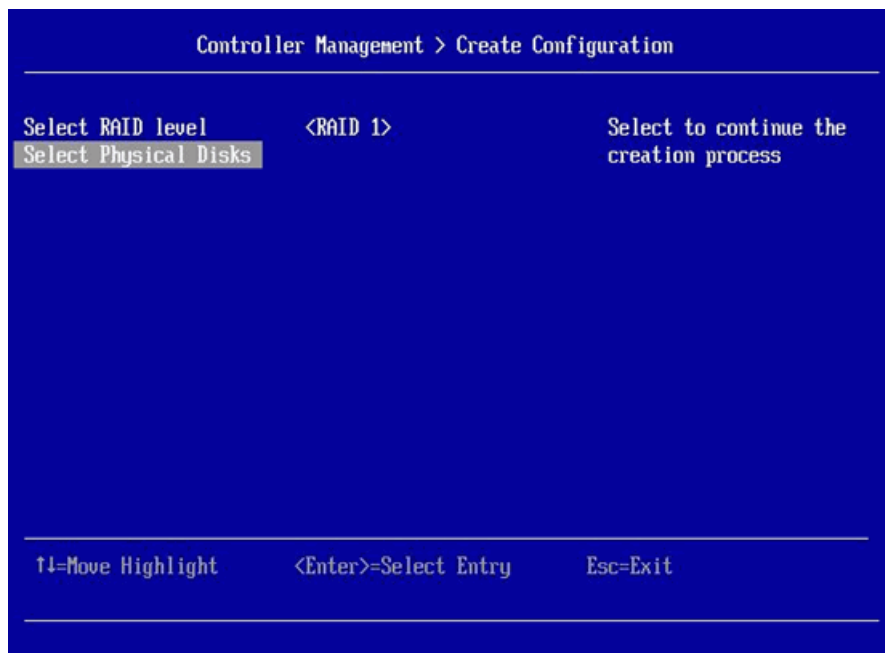 Controller Management > Create Configuration
Select RAID level <RAID 1> Select to continue the
Select Physical Disks creation process
↑↓=Move Highlight <Enter>=Select Entry Esc=Exit